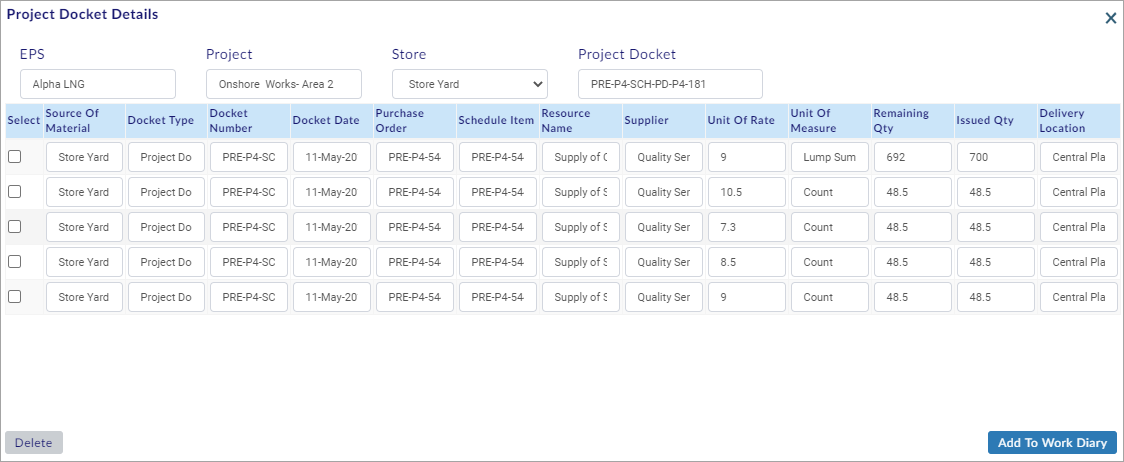 Project Docket Details
EPS Project Store Project Docket
Alpha LNG Onshore Works- Area 2 Store Yard PRE-P4-SCH-PD-P4-181
Select Source Of Material Docket Type Docket Number Docket Date Purchase Order Schedule Item Resource Name Supplier Unit Of Rate Unit Of Measure Remaining Qty Issued Qty Delivery Location
Store Yard Project Do PRE-P4-SC 11-May-20 PRE-P4-54 PRE-P4-54 Supply of C Quality Ser 9 Lump Sum 692 700 Central Pla
Store Yard Project Do PRE-P4-SC 11-May-20 PRE-P4-54 PRE-P4-54 Supply of S Quality Ser 10.5 Count 48.5 48.5 Central Pla
Store Yard Project Do PRE-P4-SC 11-May-20 PRE-P4-54 PRE-P4-54 Supply of S Quality Ser 7.3 Count 48.5 48.5 Central Pla
Store Yard Project Do PRE-P4-SC 11-May-20 PRE-P4-54 PRE-P4-54 Supply of S Quality Ser 8.5 Count 48.5 48.5 Central Pla
Store Yard Project Do PRE-P4-SC 11-May-20 PRE-P4-54 PRE-P4-54 Supply of S Quality Ser 9 Count 48.5 48.5 Central Pla
Delete Add To Work Diary